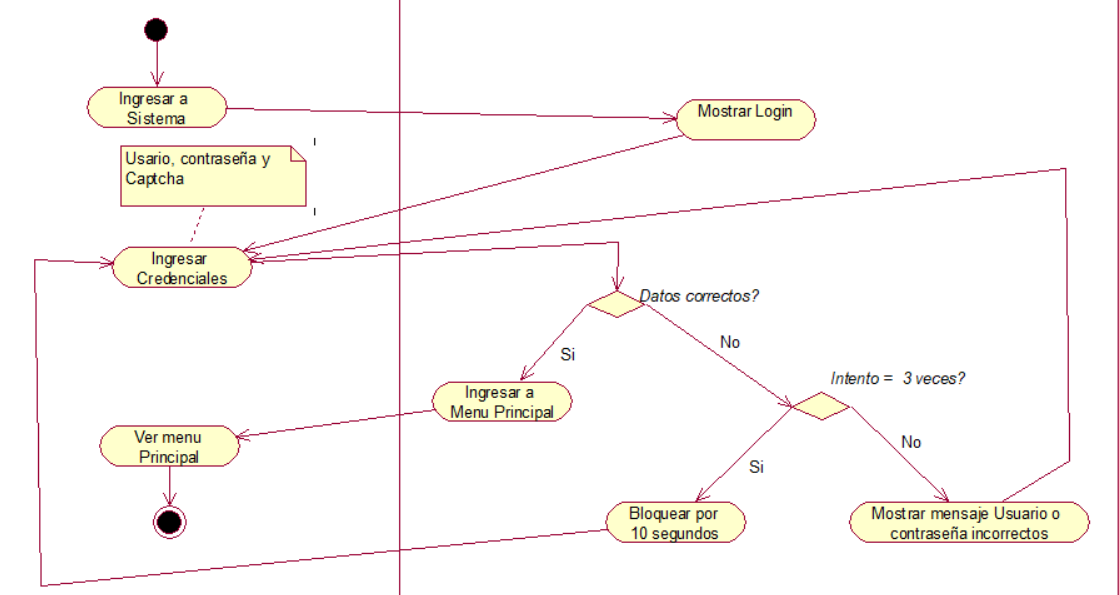 Ingresar a
Sistema
Mostrar Login
Usario, contraseña y
Captcha
Ingresar
Credenciales
Datos correctos?
Si
No
Intento =  3 veces?
Ingresar a
Menu Principal
Ver menu
Principal
Si
No
Bloquear por
10 segundos
Mostrar mensaje Usuario o
contraseña incorrectos